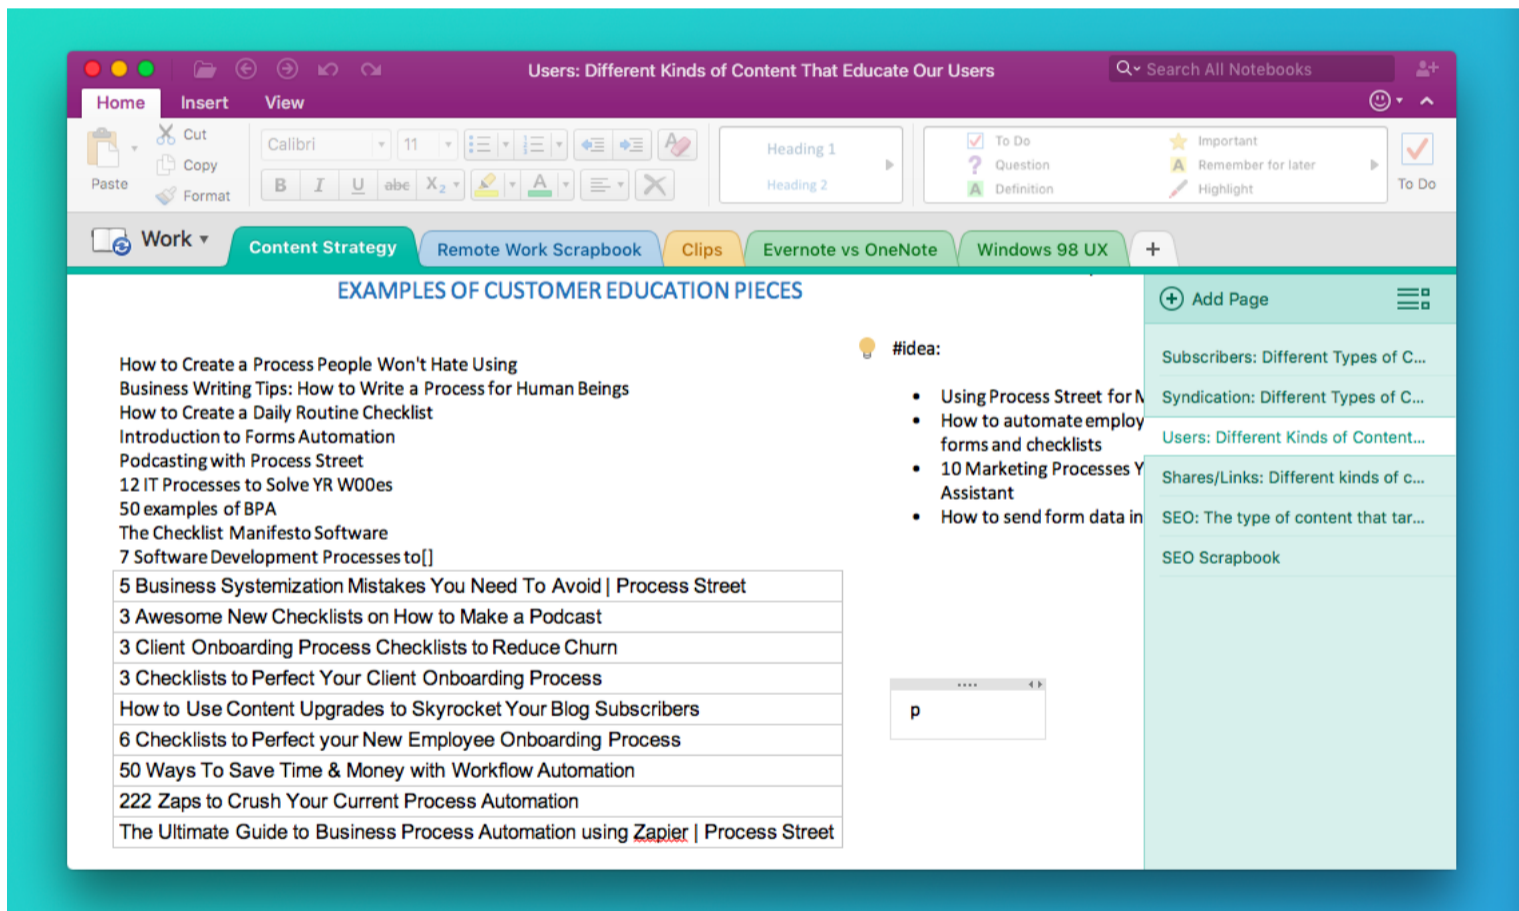 Users: Different Kinds of Content That Educate Our Users
Search All Notebooks
Home Insert View
Paste
Cut
Copy
Format
Calibri 11
B I U abc X2 A
Heading 1
Heading 2
To Do
Question
Definition
Important
Remember for later
Highlight
To Do
Work
Content Strategy
Remote Work Scrapbook
Clips
Evernote vs OneNote
Windows 98 UX
+
EXAMPLES OF CUSTOMER EDUCATION PIECES
How to Create a Process People Won't Hate Using
Business Writing Tips: How to Write a Process for Human Beings
How to Create a Daily Routine Checklist
Introduction to Forms Automation
Podcasting with Process Street
12 IT Processes to Solve YR W00es
50 examples of BPA
The Checklist Manifesto Software
7 Software Development Processes to[]
5 Business Systemization Mistakes You Need To Avoid | Process Street
3 Awesome New Checklists on How to Make a Podcast
3 Client Onboarding Process Checklists to Reduce Churn
3 Checklists to Perfect Your Client Onboarding Process
How to Use Content Upgrades to Skyrocket Your Blog Subscribers
6 Checklists to Perfect your New Employee Onboarding Process
50 Ways To Save Time & Money with Workflow Automation
222 Zaps to Crush Your Current Process Automation
The Ultimate Guide to Business Process Automation using Zapier | Process Street
#idea:
• Using Process Street for M
• How to automate employ
forms and checklists
• 10 Marketing Processes Y
Assistant
• How to send form data in
p
Add Page
Subscribers: Different Types of C...
Syndication: Different Types of C...
Users: Different Kinds of Content...
Shares/Links: Different kinds of c...
SEO: The type of content that tar...
SEO Scrapbook